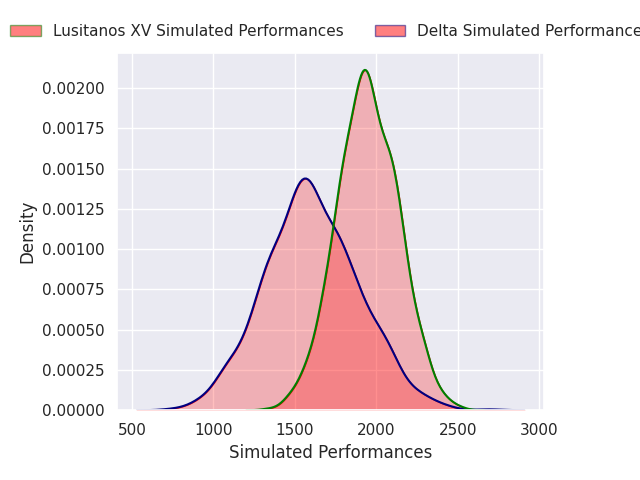 Lusitanos XV Simulated Performances Delta Simulated Performance
0.00200
0.00175
0.00150
0.00125
0.00100
0.00075
0.00050
0.00025
0.00000
Density
500 1000 1500 2000 2500 3000
Simulated Performances